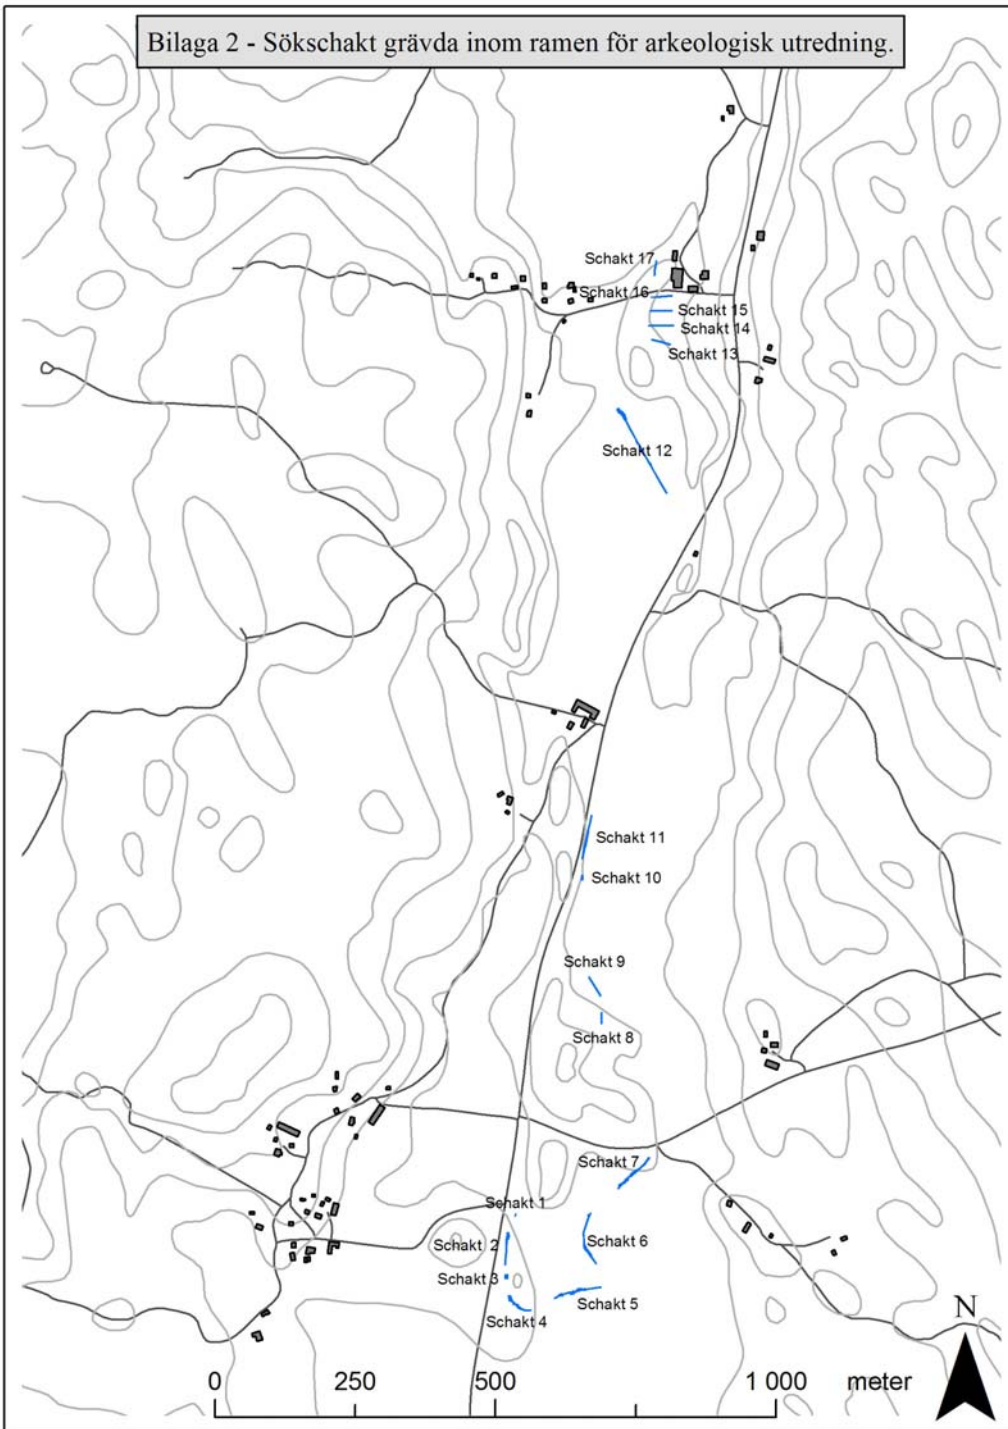 Bilaga 2 - Sökschakt grävda inom ramen för arkeologisk utredning.
Schakt 17
Schakt 16
Schakt 15
Schakt 14
Schakt 13
Schakt 12
Schakt 11
Schakt 10
Schakt 9
Schakt 8
Schakt 7
Schakt 1
Schakt 2
Schakt 6
Schakt 3
Schakt 5
Schakt 4
N
0 250 500 1 000 meter